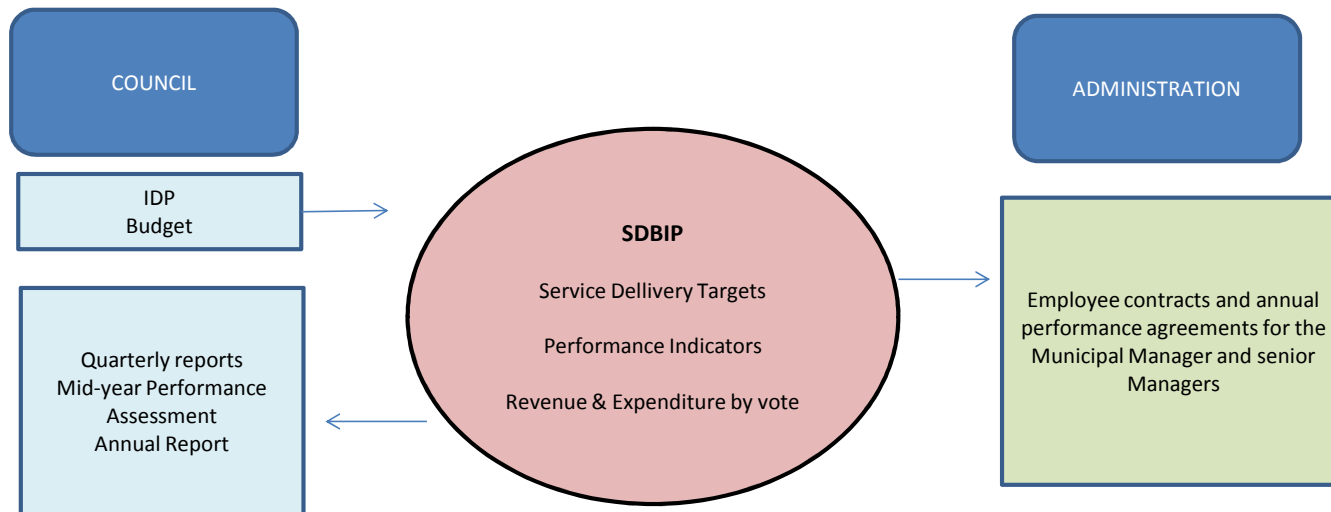 COUNCIL
ADMINISTRATION
IDP
Budget
SDBIP
Service Dellivery Targets
Performance Indicators
Revenue & Expenditure by vote
Quarterly reports
Mid-year Performance
Assessment
Annual Report
Employee contracts and annual
performance agreements for the
Municipal Manager and senior
Managers